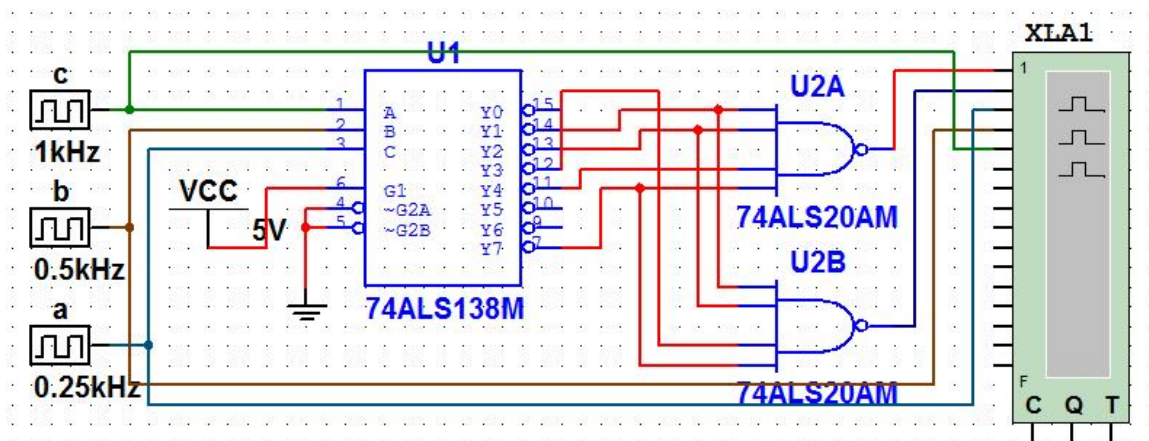 c
1kHz
b
0.5kHz
a
0.25kHz
VCC
5V
U1
1
2
3
6
4
5
A
B
C
G1
~G2A
~G2B
Y0
Y1
Y2
Y3
Y4
Y5
Y6
Y7
15
14
13
12
11
10
9
7
74ALS138M
U2A
74ALS20AM
U2B
74ALS20AM
XLA1
1
F
C Q T